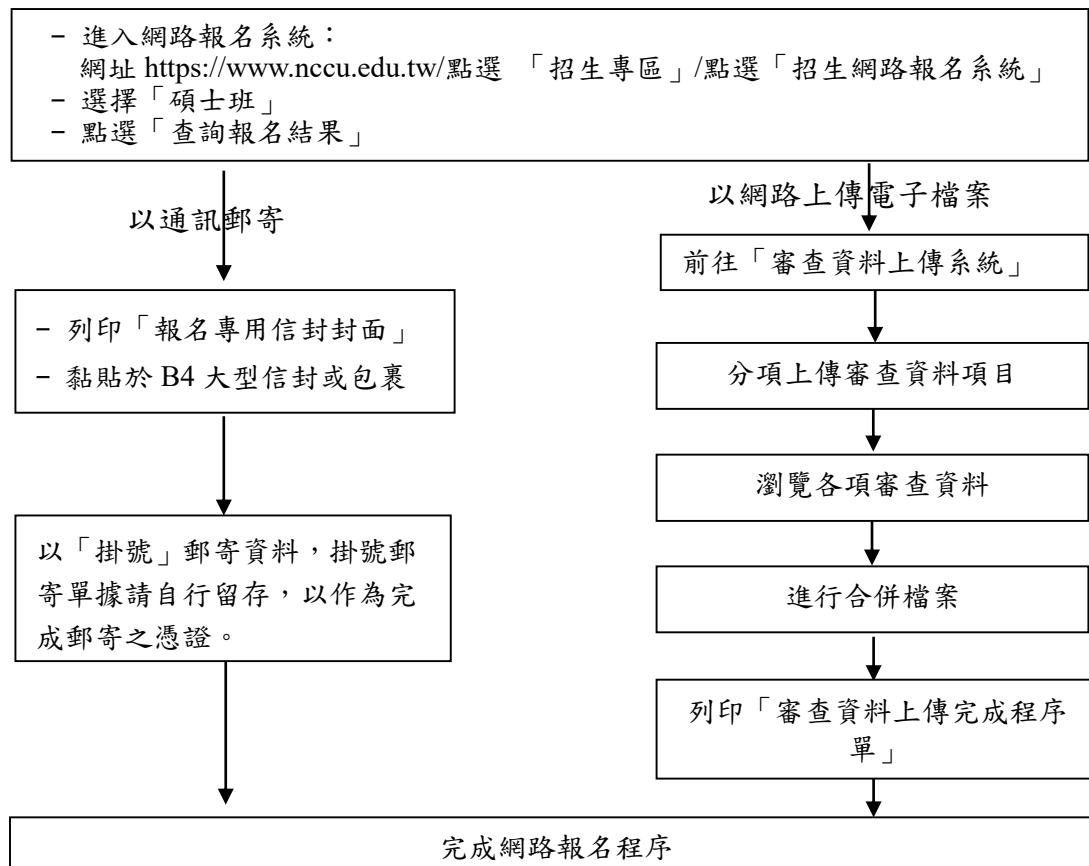 - 進入網路報名系統：
網址 https://www.nccu.edu.tw/點選 「招生專區」/點選「招生網路報名系統」
- 選擇「碩士班」
- 點選「查詢報名結果」
以通訊郵寄
- 列印「報名專用信封封面」
- 黏貼於 B4 大型信封或包裹
以「掛號」郵寄資料，掛號郵
寄單據請自行留存，以作為完
成郵寄之憑證。
以網路上傳電子檔案
前往「審查資料上傳系統」
分項上傳審查資料項目
瀏覽各項審查資料
進行合併檔案
列印「審查資料上傳完成程序
單」
完成網路報名程序